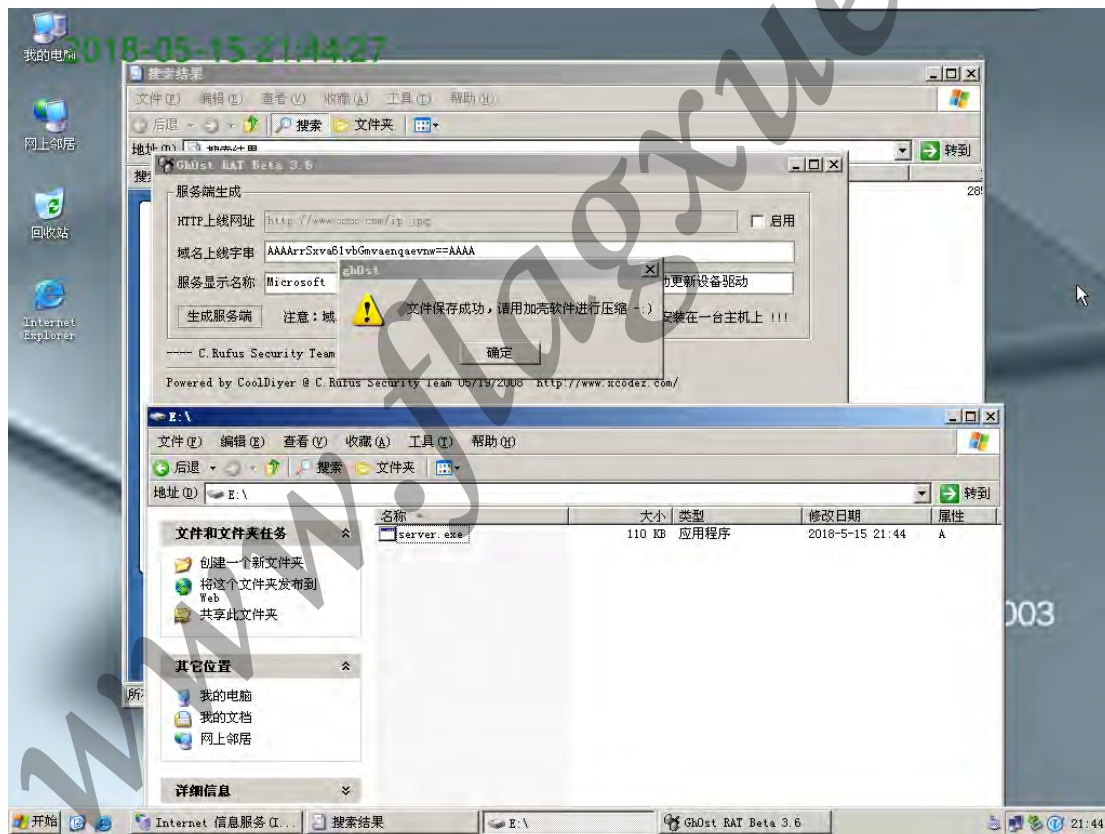 我的电脑
2018-05-15 21:44:27
网上邻居
回收站
Internet
Explorer
搜索结果
文件(F) 编辑(E) 查看(V) 收藏(A) 工具(T) 帮助(H)
后退 搜索 文件夹
地址(D) 搜索结果 转到
Gh0st RAT Beta 3.6
服务端生成
HTTP上线网址 http://www.xxxx.com/ip.jpg 启用
域名上线字串 AAAArrSxva61vbGmvaenqaevnw==AAAA
服务显示名称 Microsoft 动更新设备驱动
生成服务端 注意:域 安装在一台主机上 !!!
---- C.Rufus Security Team
Powered by CoolDiyer @ C.Rufus Security Team 05/19/2008 http://www.xcodez.com/
gh0st
文件保存成功,请用加壳软件进行压缩 -:)
确定
E:\
文件(F) 编辑(E) 查看(V) 收藏(A) 工具(T) 帮助(H)
后退 搜索 文件夹
地址(D) E:\ 转到
名称 大小 类型 修改日期 属性
server.exe 110 KB 应用程序 2018-5-15 21:44 A
文件和文件夹任务
创建一个新文件夹
将这个文件夹发布到
Web
共享此文件夹
其它位置
我的电脑
我的文档
网上邻居
详细信息
003
www.flagxue
开始 Internet 信息服务(I... 搜索结果 E:\ Gh0st RAT Beta 3.6 21:44